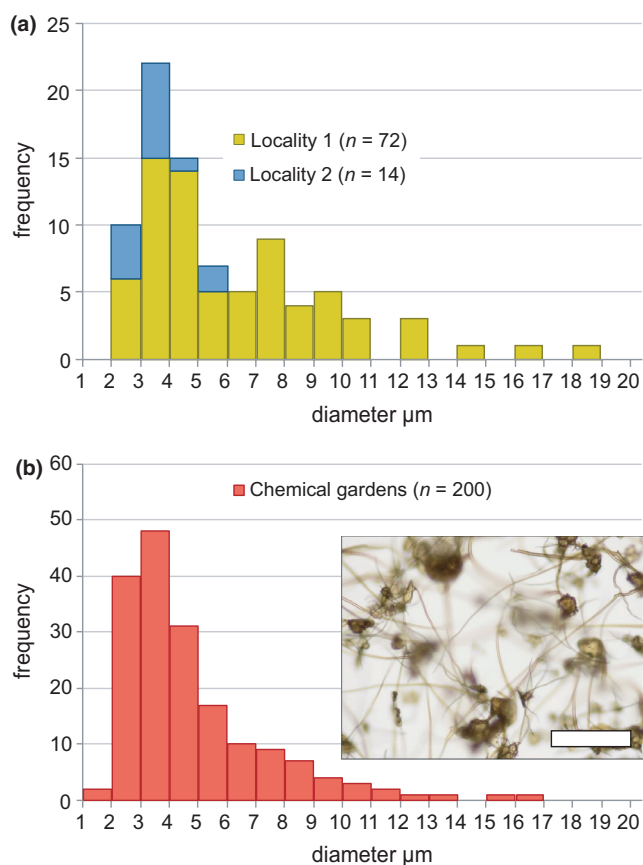 (a)
25
20
15
10
5
0
frequency
Locality 1 (n = 72)
Locality 2 (n = 14)
1 2 3 4 5 6 7 8 9 10 11 12 13 14 15 16 17 18 19 20
diameter µm
(b)
60
50
40
30
20
10
0
frequency
Chemical gardens (n = 200)
1 2 3 4 5 6 7 8 9 10 11 12 13 14 15 16 17 18 19 20
diameter µm